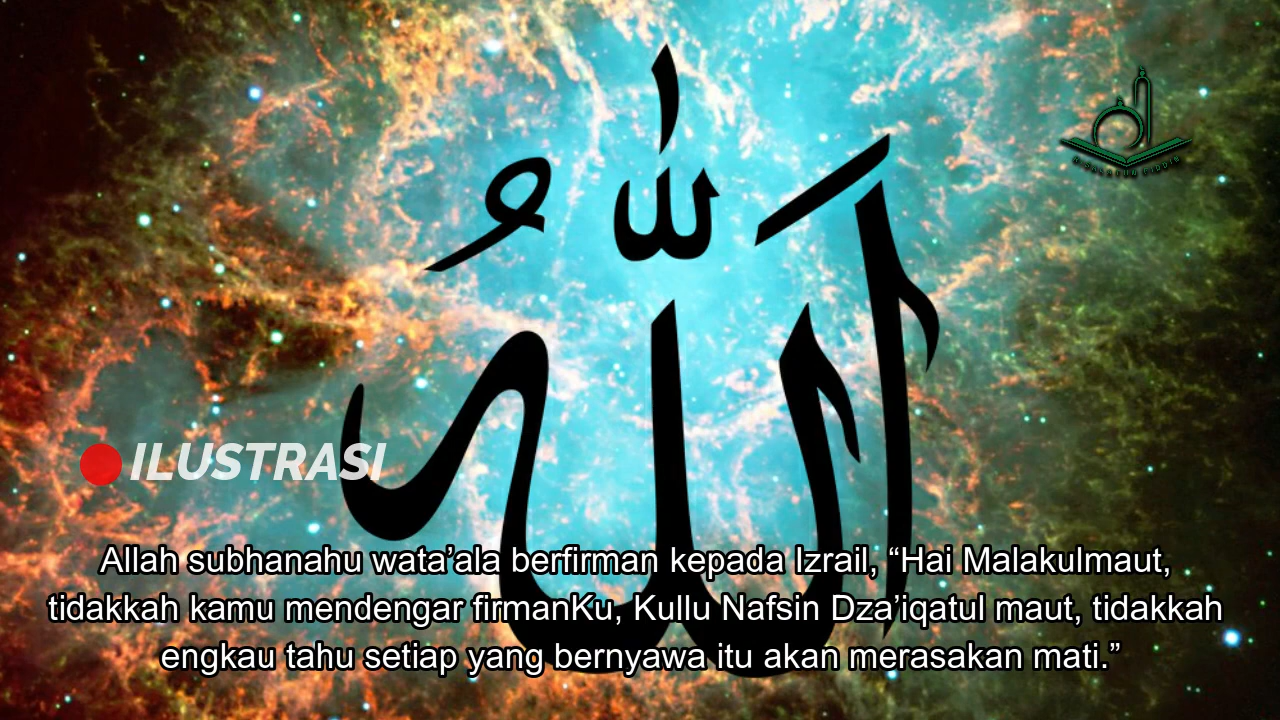 الله
ILUSTRASI
Allah subhanahu wata’ala berfirman kepada Izrail, “Hai Malakulmaut,
tidakkah kamu mendengar firmanKu, Kullu Nafsin Dza’iqatul maut, tidakkah
engkau tahu setiap yang bernyawa itu akan merasakan mati.”